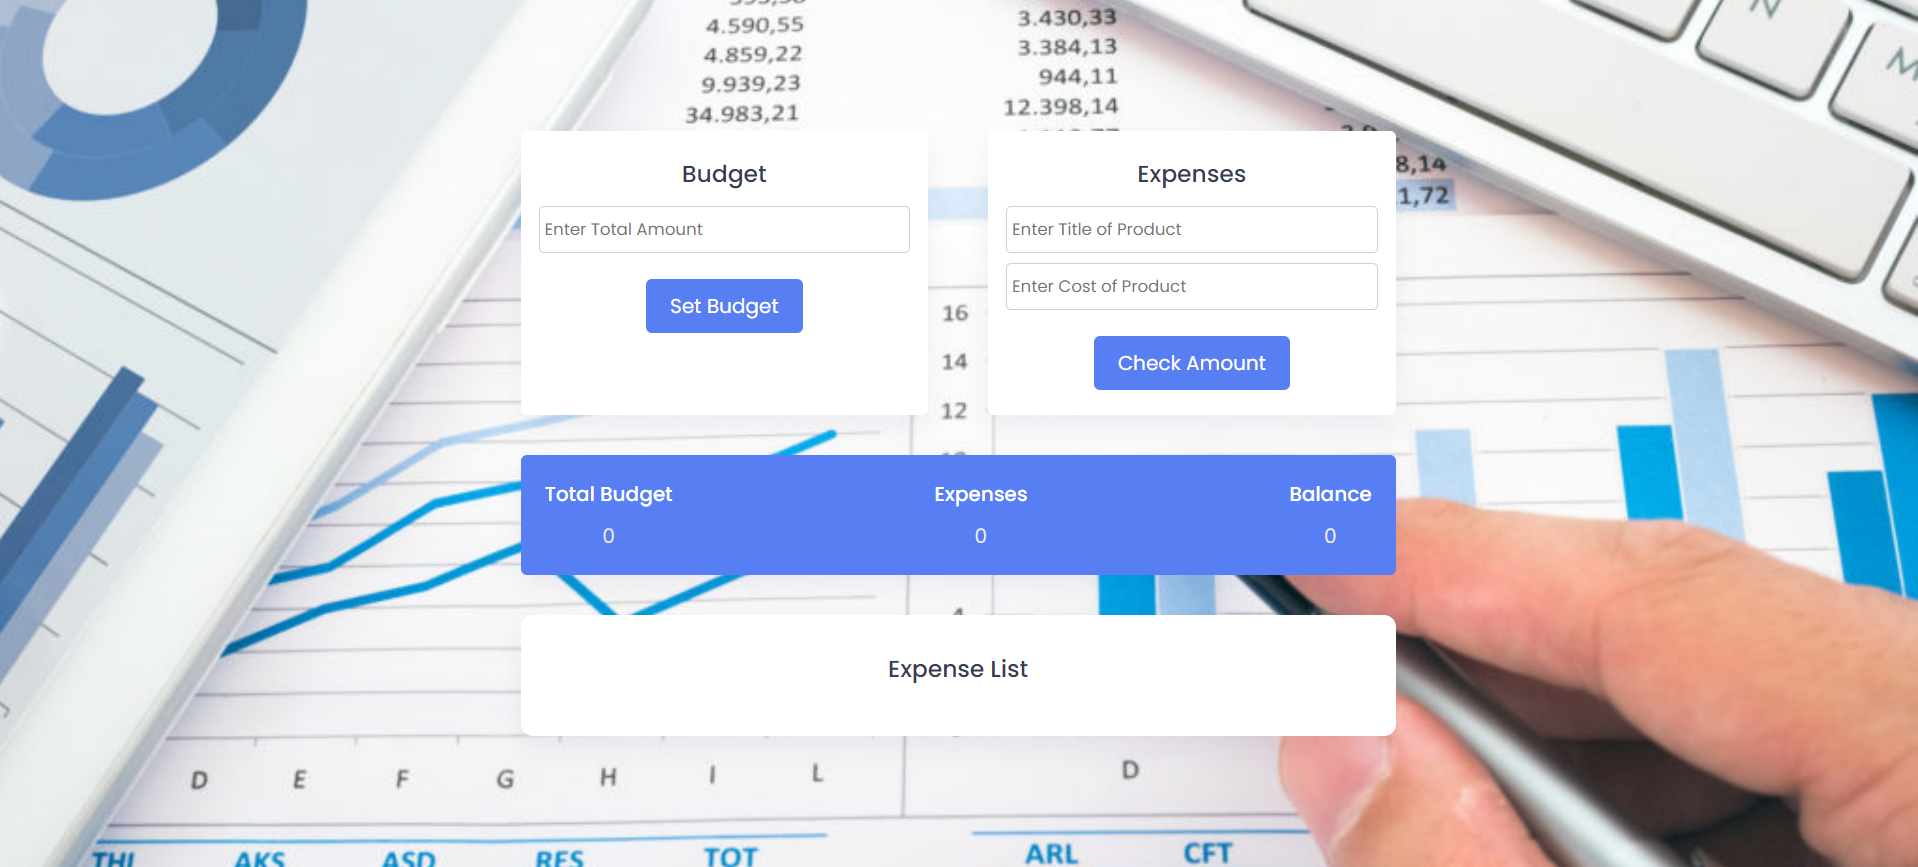 4.590,55
4.859,22
9.939,23
34.983,21
3.430,33
3.384,13
944,11
12.398,14
8,14
1,72
N
M
Budget
Enter Total Amount
Set Budget
Expenses
Enter Title of Product
Enter Cost of Product
Check Amount
16
14
12
Total Budget
Expenses
Balance
0
0
0
Expense List
D E F G H I L
D
AKS ASD RES TOT
ARL CFT